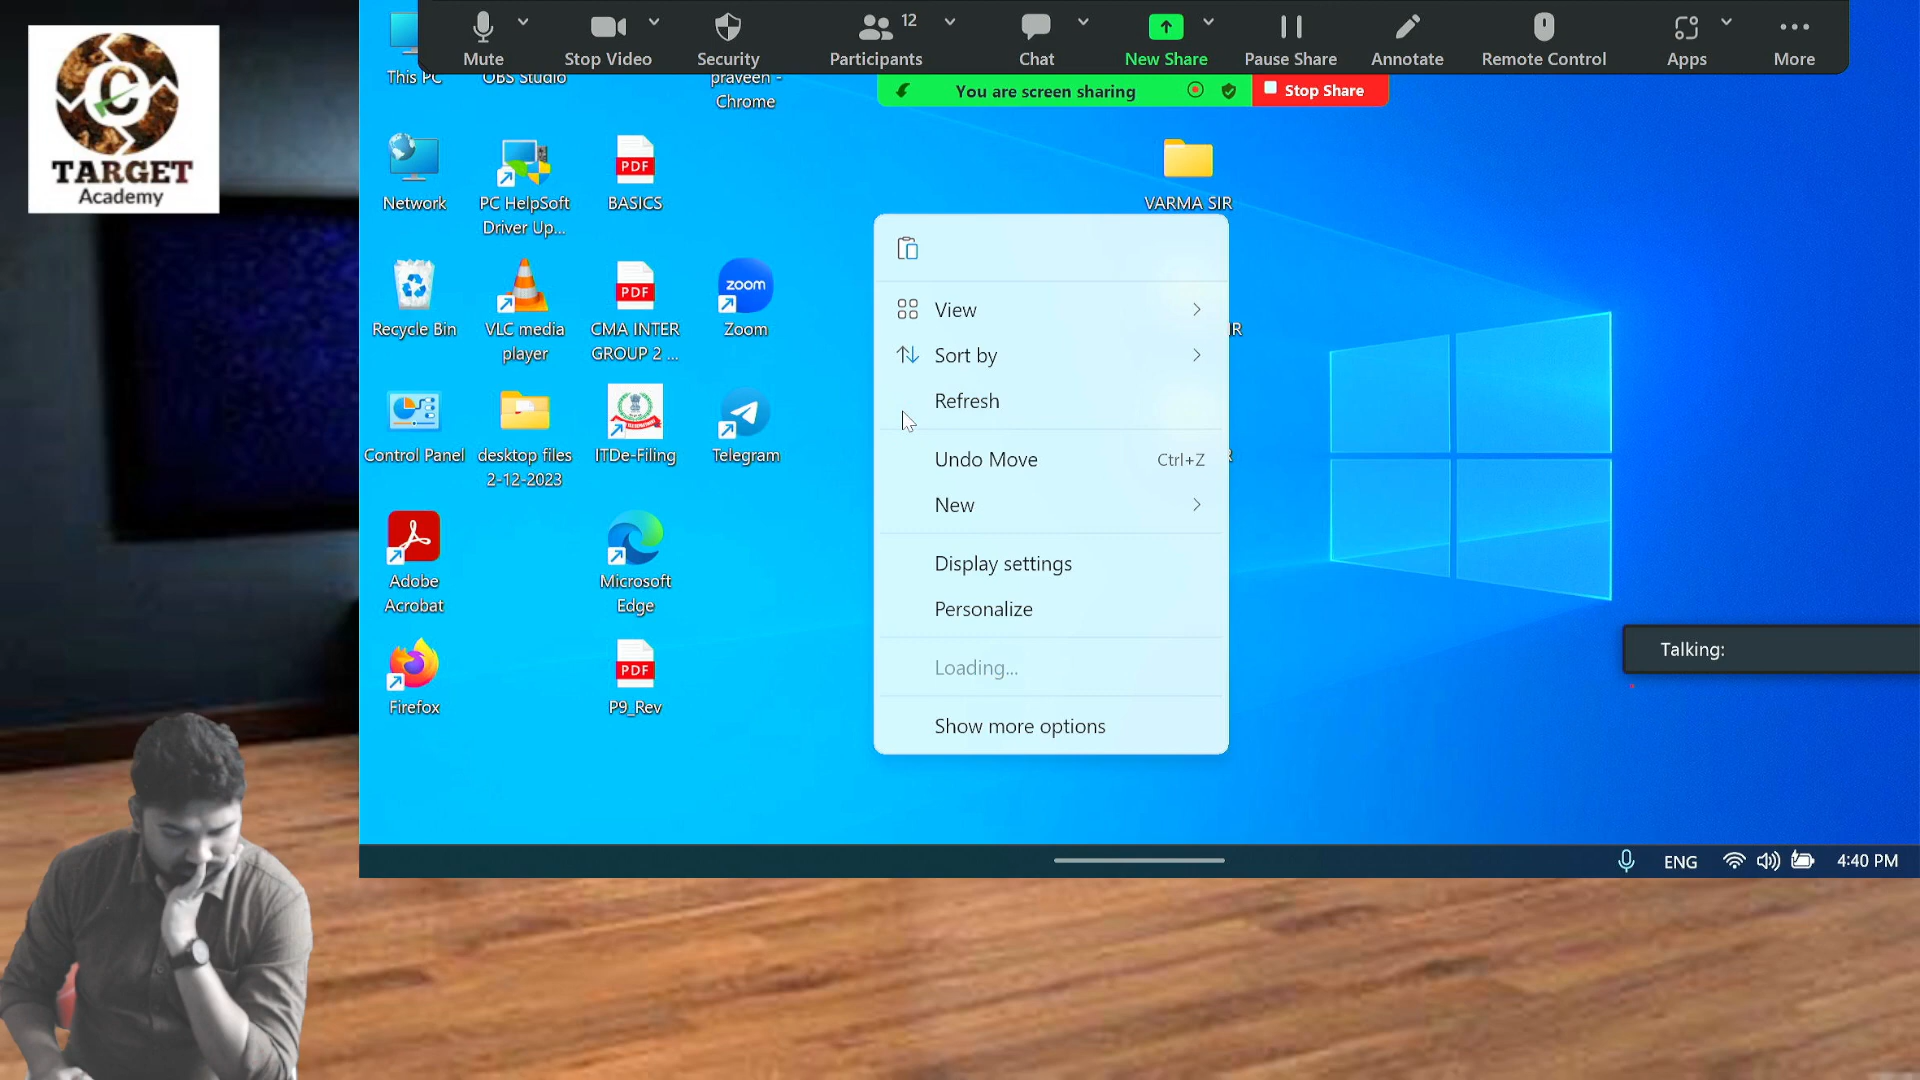 TARGET
Academy
Mute
Stop Video
Security
12
Participants
Chat
New Share
Pause Share
Annotate
Remote Control
Apps
More
You are screen sharing
Stop Share
This PC
OBS Studio
praveen -
Chrome
Network
PC HelpSoft
Driver Up...
PDF
BASICS
VARMA SIR
Recycle Bin
VLC media
player
PDF
CMA INTER
GROUP 2 ...
zoom
Zoom
Control Panel
desktop files
2-12-2023
ITDe-Filing
Telegram
Adobe
Acrobat
Microsoft
Edge
Firefox
PDF
P9_Rev
View
Sort by
Refresh
Undo Move Ctrl+Z
New
Display settings
Personalize
Loading...
Show more options
IR
Talking:
ENG
4:40 PM